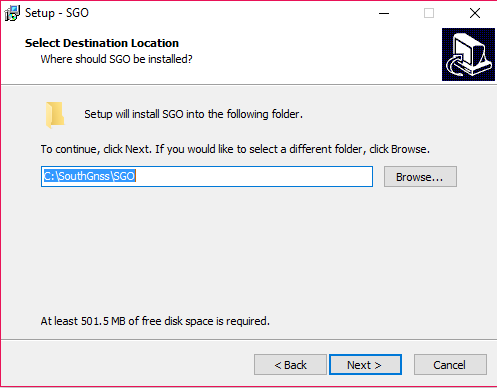 Setup - SGO
Select Destination Location
Where should SGO be installed?
Setup will install SGO into the following folder.
To continue, click Next. If you would like to select a different folder, click Browse.
C:\SouthGnss\SGO
Browse...
At least 501.5 MB of free disk space is required.
< Back
Next >
Cancel